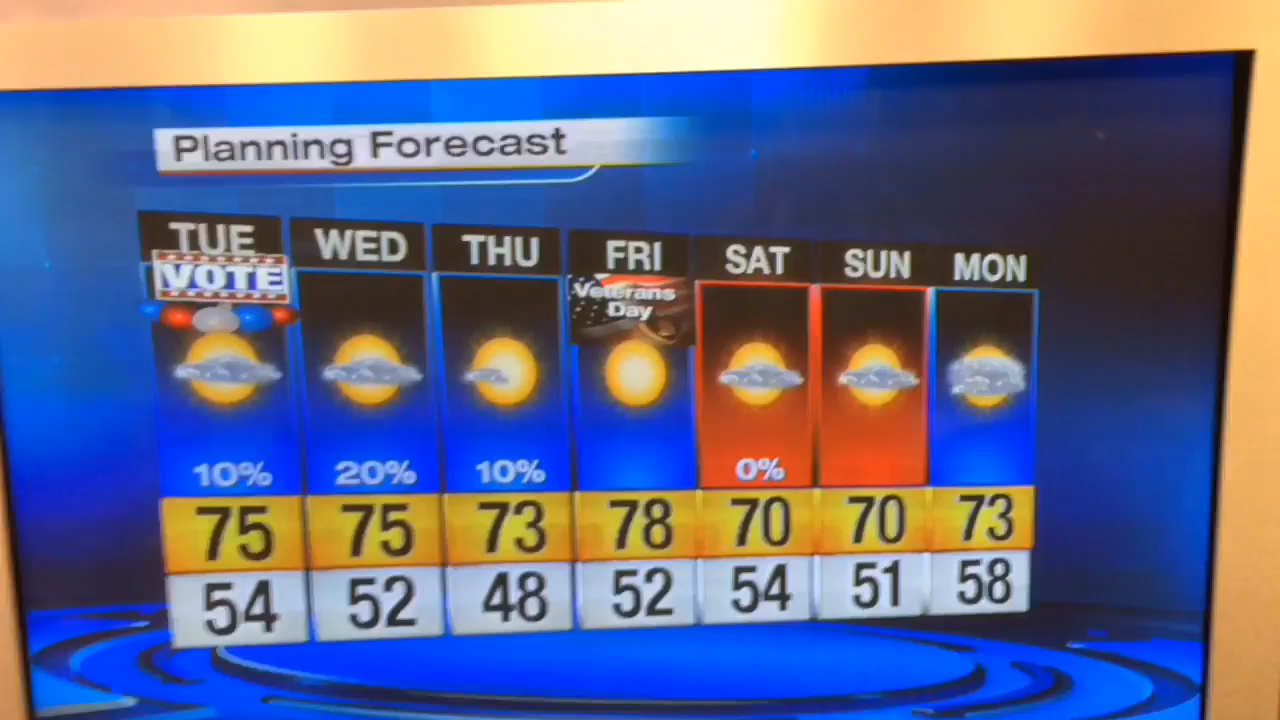 Planning Forecast
TUE WED THU FRI SAT SUN MON
VOTE
Veterans
Day
10% 20% 10% 0%
75 75 73 78 70 70 73
54 52 48 52 54 51 58